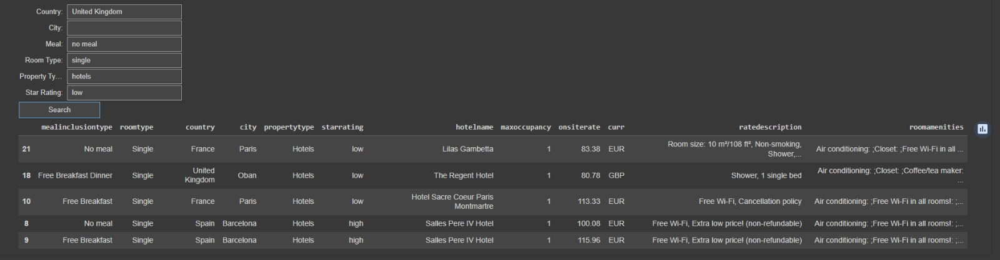 Country: United Kingdom
City:
Meal: no meal
Room Type: single
Property Ty... hotels
Star Rating: low
Search
mealinclusiontype roomtype country city propertytype starrating hotelname maxoccupancy onsiterate curr ratedescription roomamenities
21 No meal Single France Paris Hotels low Lilas Gambetta 1 83.38 EUR Room size: 10 m²/108 ft², Non-smoking, Shower,... Air conditioning: ;Closet: ;Free Wi-Fi in all ...
18 Free Breakfast Dinner Single United Kingdom Oban Hotels low The Regent Hotel 1 80.78 GBP Shower, 1 single bed Air conditioning: ;Closet: ;Coffee/tea maker: ...
10 Free Breakfast Single France Paris Hotels low Hotel Sacre Coeur Paris Montmartre 1 113.33 EUR Free Wi-Fi, Cancellation policy Air conditioning: ;Free Wi-Fi in all rooms!: ;...
8 No meal Single Spain Barcelona Hotels high Salles Pere IV Hotel 1 100.08 EUR Free Wi-Fi, Extra low price! (non-refundable) Air conditioning: ;Free Wi-Fi in all rooms!: ;...
9 Free Breakfast Single Spain Barcelona Hotels high Salles Pere IV Hotel 1 115.96 EUR Free Wi-Fi, Extra low price! (non-refundable) Air conditioning: ;Free Wi-Fi in all rooms!: ;...